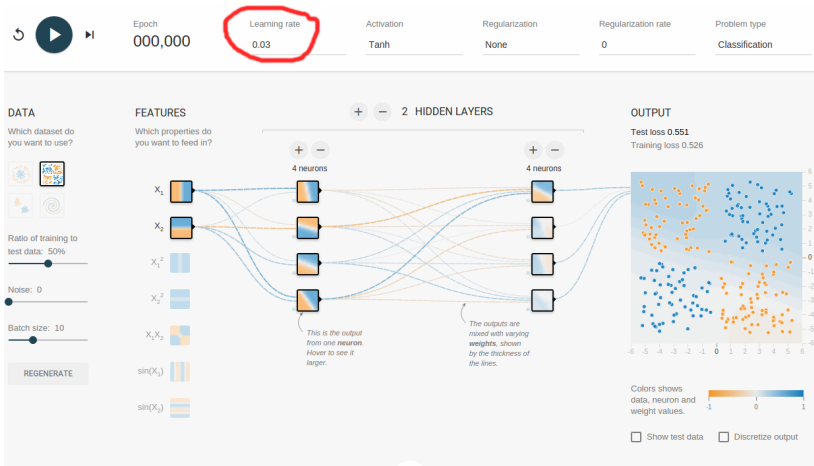 Epoch
000,000
Learning rate
0.03
Activation
Tanh
Regularization
None
Regularization rate
0
Problem type
Classification
DATA
Which dataset do
you want to use?
Ratio of training to
test data: 50%
Noise: 0
Batch size: 10
REGENERATE
FEATURES
Which properties do
you want to feed in?
X₁
X₂
X₁²
X₂²
X₁X₂
sin(X₁)
sin(X₂)
+ − 2 HIDDEN LAYERS
+ −
4 neurons
+ −
4 neurons
This is the output
from one neuron.
Hover to see it
larger.
The outputs are
mixed with varying
weights, shown
by the thickness of
the lines.
OUTPUT
Test loss 0.551
Training loss 0.526
6
5
4
3
2
1
0
-1
-2
-3
-4
-5
-6
-6 -5 -4 -3 -2 -1 0 1 2 3 4 5 6
Colors shows
data, neuron and
weight values.
-1 0 1
Show test data
Discretize output